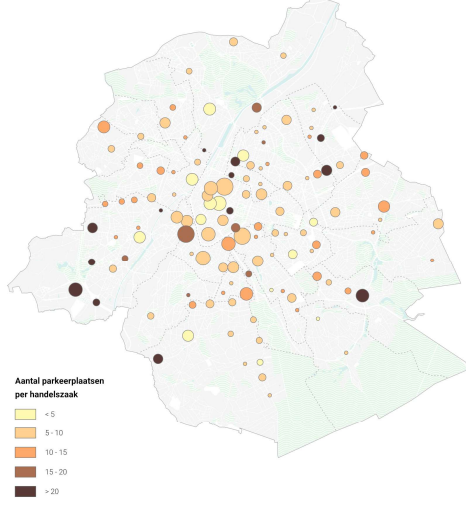 Aantal parkeerplaatsen
per handelszaak
< 5
5 - 10
10 - 15
15 - 20
> 20